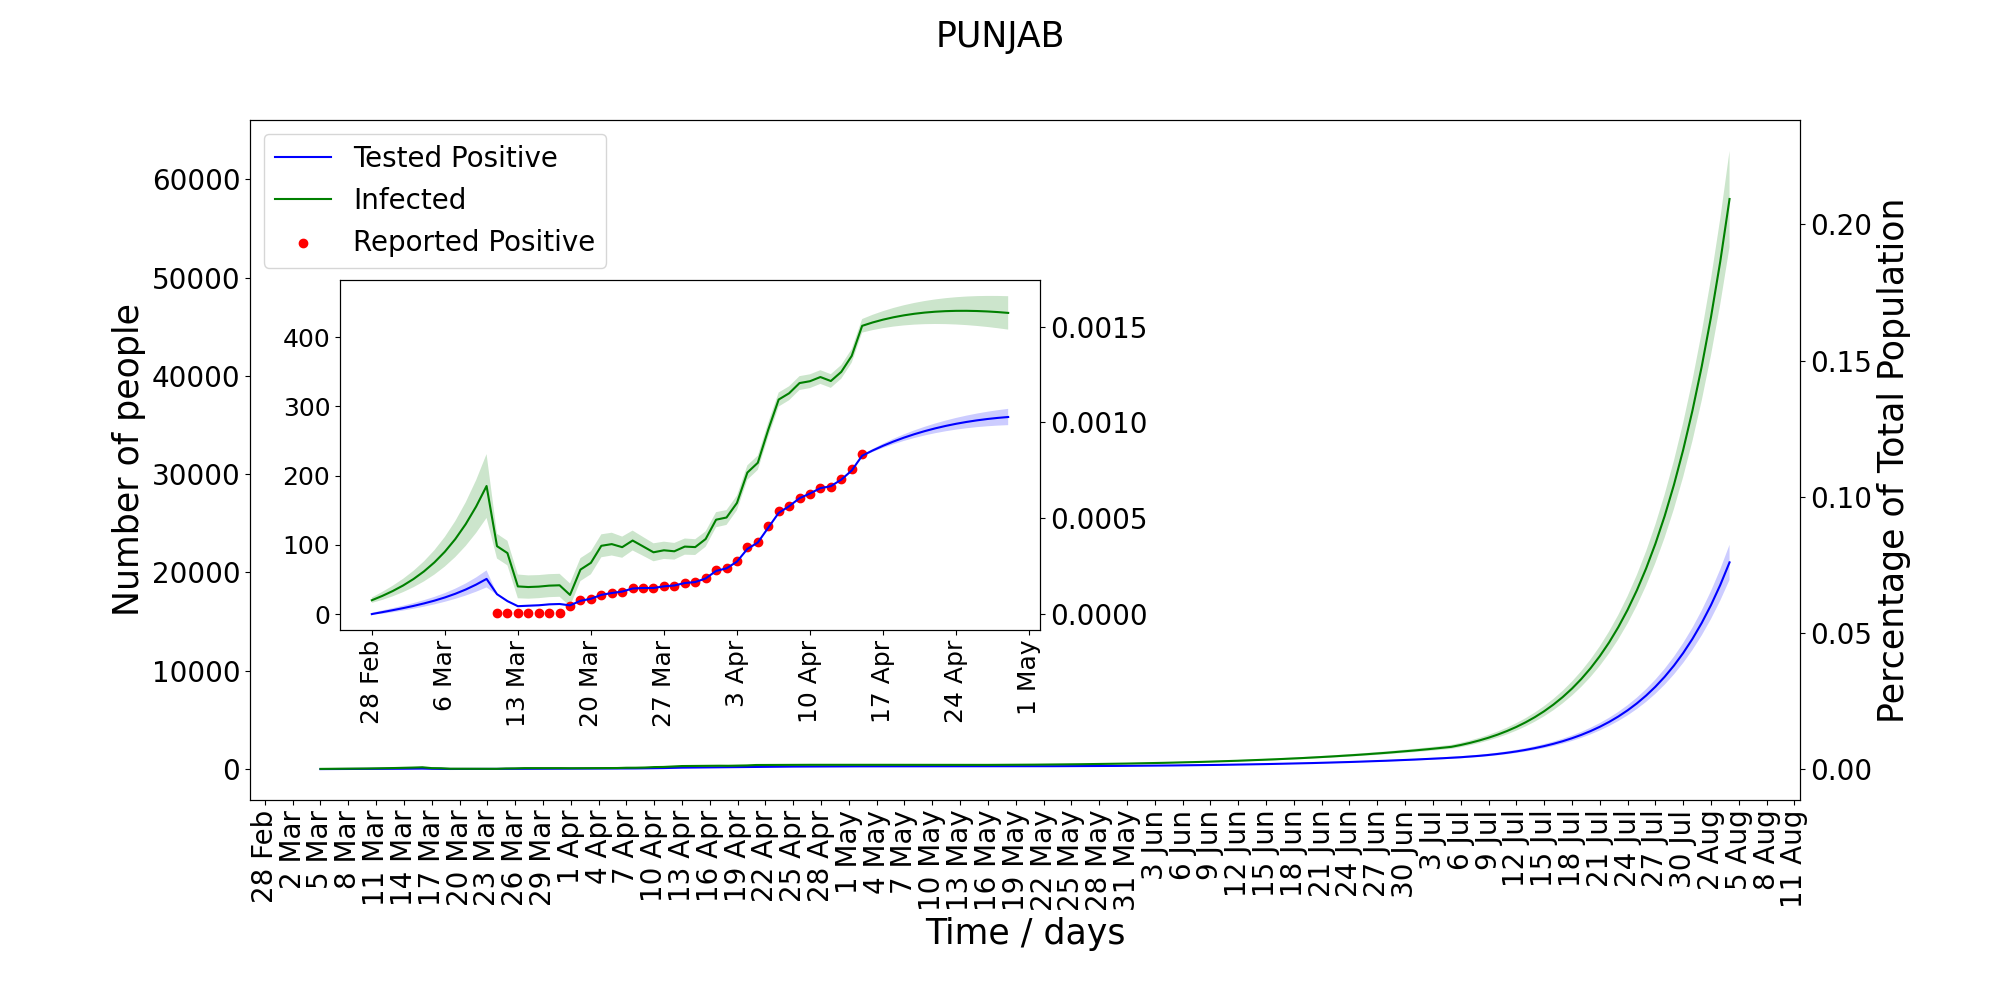 PUNJAB
Tested Positive
Infected
Reported Positive
Number of people
60000
50000
40000
30000
20000
10000
0
400
300
200
100
0
0.0015
0.0010
0.0005
0.0000
28 Feb
6 Mar
13 Mar
20 Mar
27 Mar
3 Apr
10 Apr
17 Apr
24 Apr
1 May
0.20
0.15
0.10
0.05
0.00
Percentage of Total Population
28 Feb
2 Mar
5 Mar
8 Mar
11 Mar
14 Mar
17 Mar
20 Mar
23 Mar
26 Mar
29 Mar
1 Apr
4 Apr
7 Apr
10 Apr
13 Apr
16 Apr
19 Apr
22 Apr
25 Apr
28 Apr
1 May
4 May
7 May
10 May
13 May
16 May
19 May
22 May
25 May
28 May
31 May
3 Jun
6 Jun
9 Jun
12 Jun
15 Jun
18 Jun
21 Jun
24 Jun
27 Jun
30 Jun
3 Jul
6 Jul
9 Jul
12 Jul
15 Jul
18 Jul
21 Jul
24 Jul
27 Jul
30 Jul
2 Aug
5 Aug
8 Aug
11 Aug
Time / days